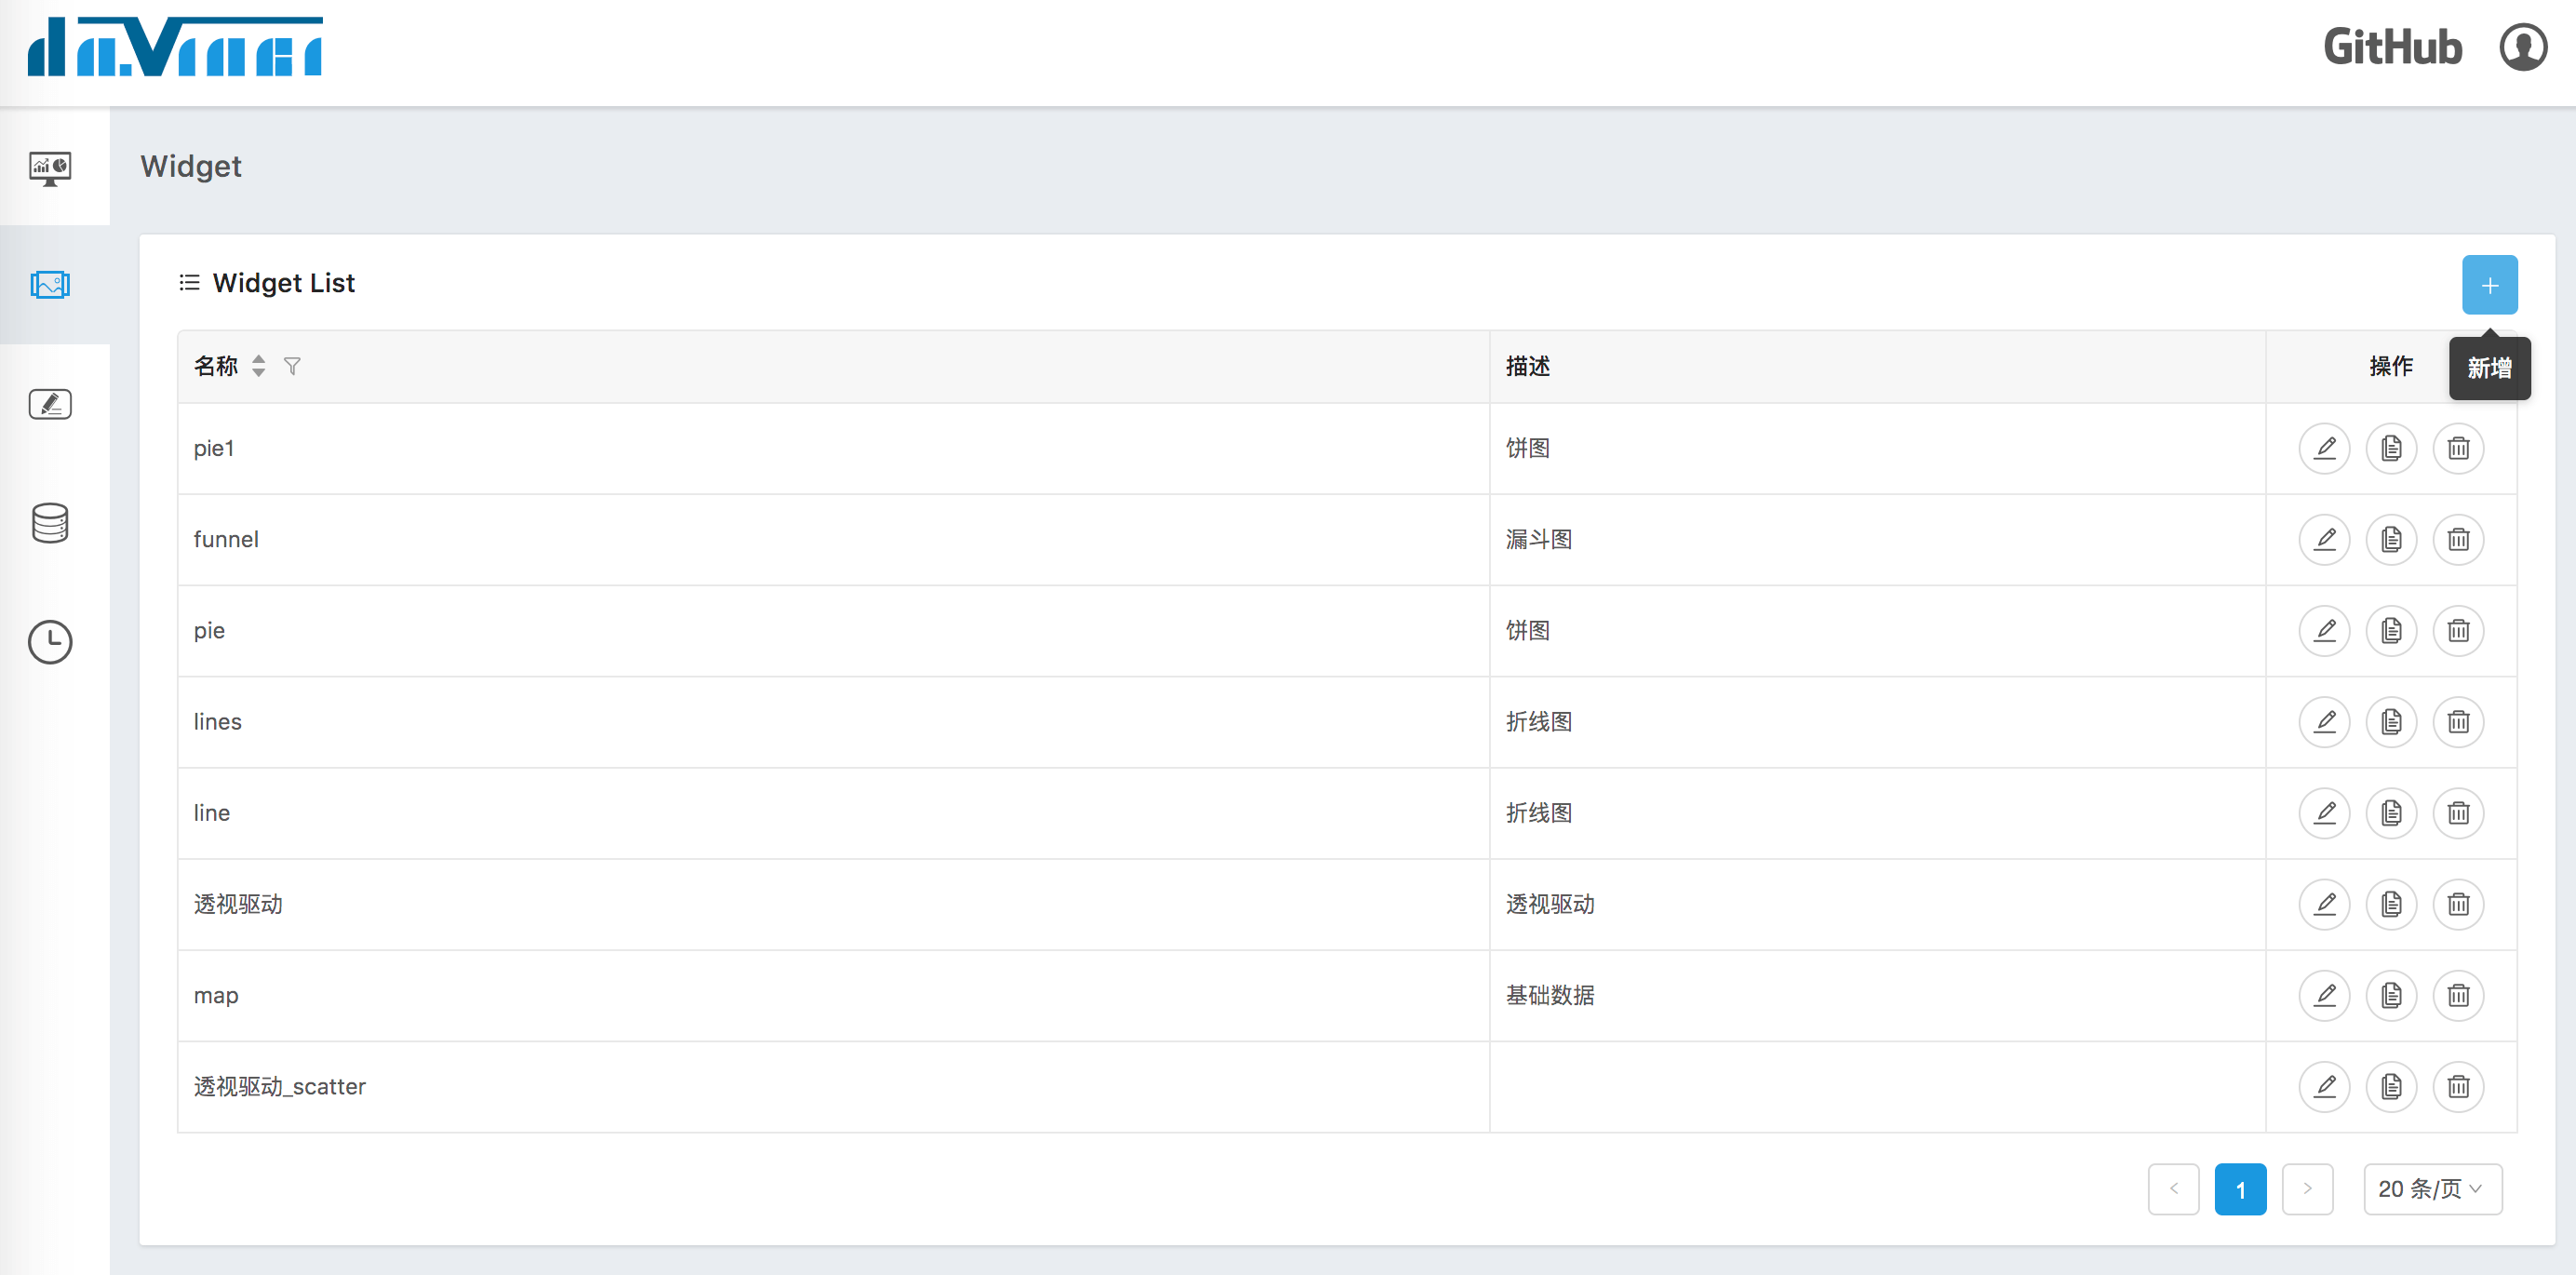 da.Vinci
GitHub
Widget
Widget List
+
新增
名称 描述 操作
pie1 饼图
funnel 漏斗图
pie 饼图
lines 折线图
line 折线图
透视驱动 透视驱动
map 基础数据
透视驱动_scatter
< 1 > 20 条/页